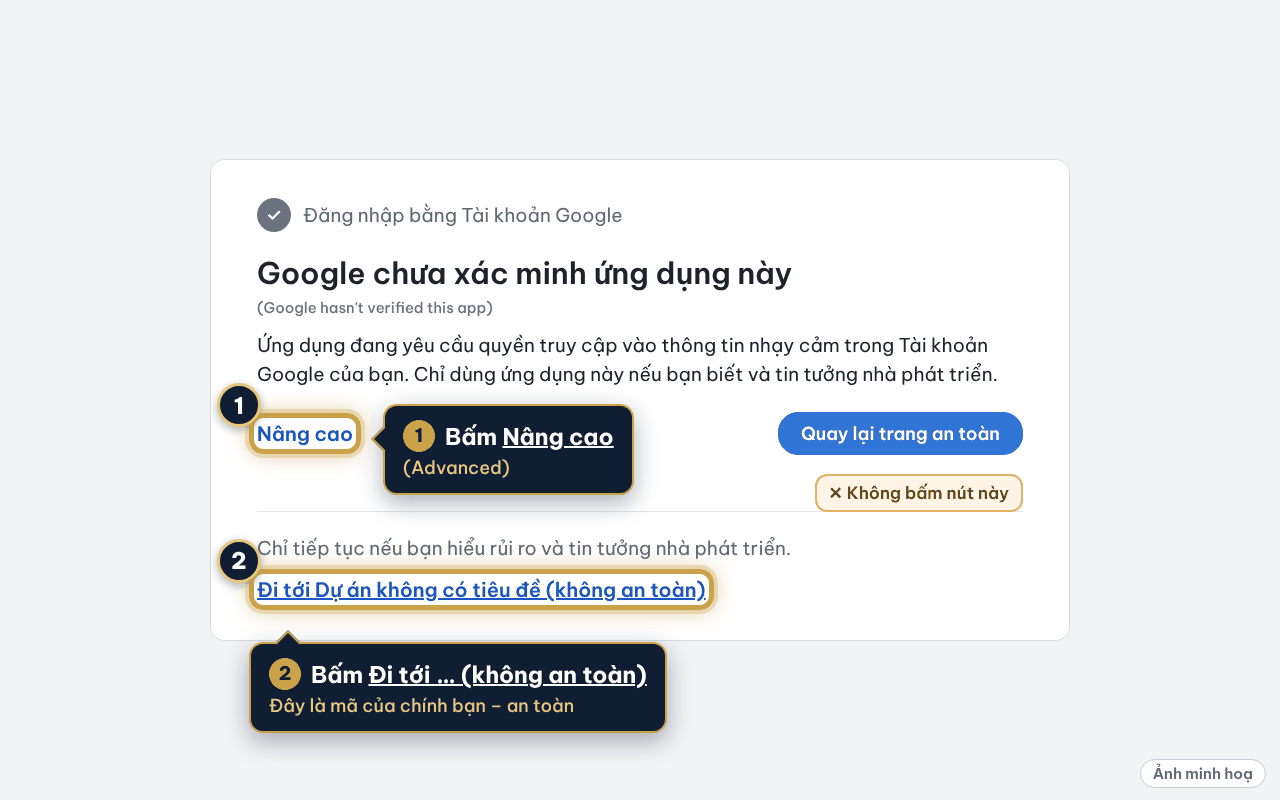 Đăng nhập bằng Tài khoản Google
Google chưa xác minh ứng dụng này
(Google hasn't verified this app)
Ứng dụng đang yêu cầu quyền truy cập vào thông tin nhạy cảm trong Tài khoản
Google của bạn. Chỉ dùng ứng dụng này nếu bạn biết và tin tưởng nhà phát triển.
1
Nâng cao
1 Bấm Nâng cao
(Advanced)
Quay lại trang an toàn
✕ Không bấm nút này
Chỉ tiếp tục nếu bạn hiểu rủi ro và tin tưởng nhà phát triển.
2
Đi tới Dự án không có tiêu đề (không an toàn)
2 Bấm Đi tới ... (không an toàn)
Đây là mã của chính bạn – an toàn
Ảnh minh hoạ